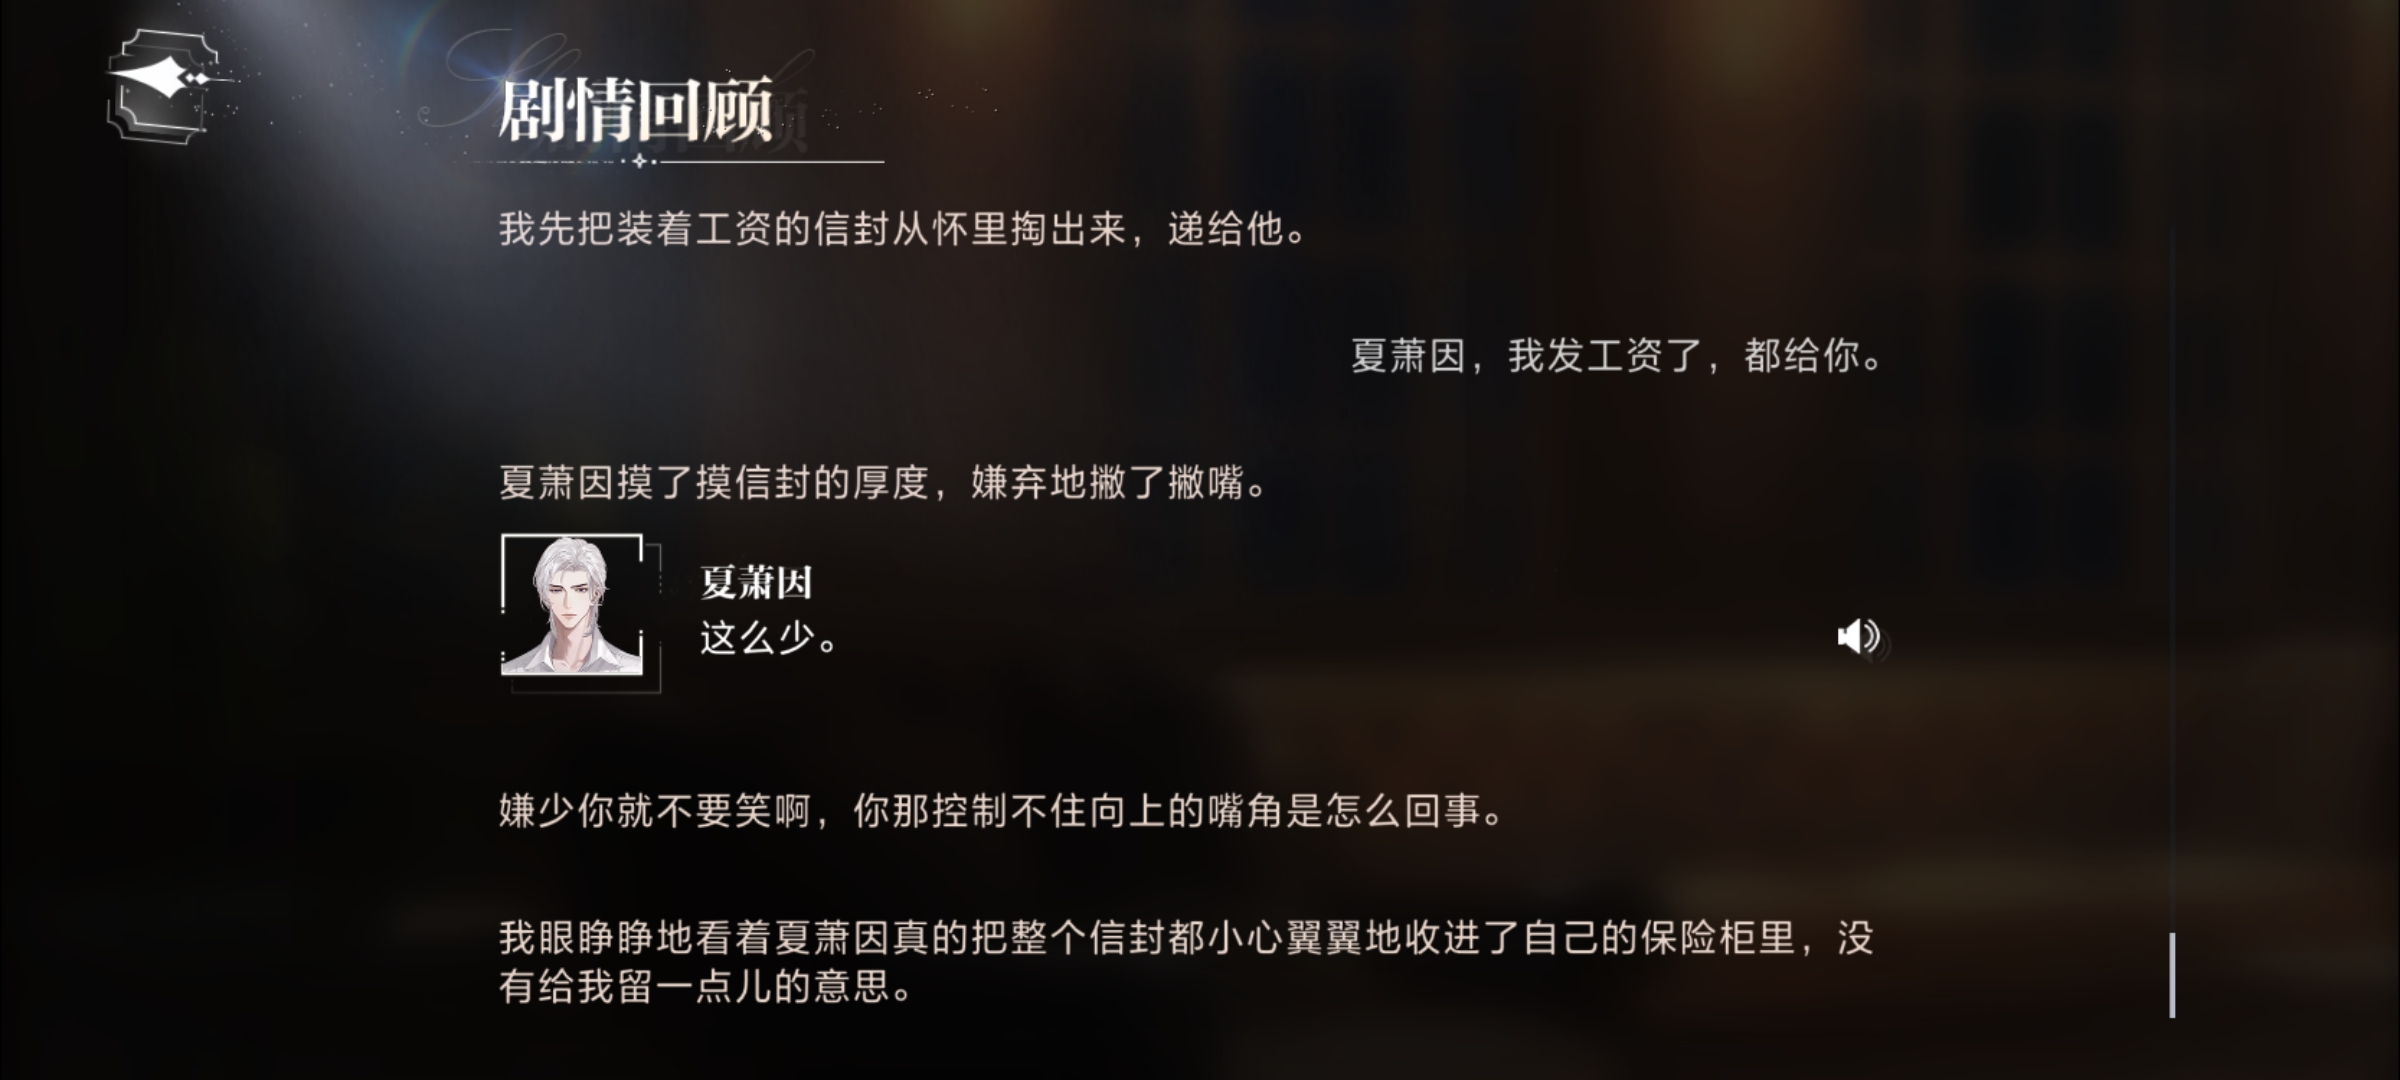 剧情回顾
我先把装着工资的信封从怀里掏出来，递给他。
夏萧因，我发工资了，都给你。
夏萧因摸了摸信封的厚度，嫌弃地撇了撇嘴。
夏萧因
这么少。
嫌少你就不要笑啊，你那控制不住向上的嘴角是怎么回事。
我眼睁睁地看着夏萧因真的把整个信封都小心翼翼地收进了自己的保险柜里，没
有给我留一点儿的意思。